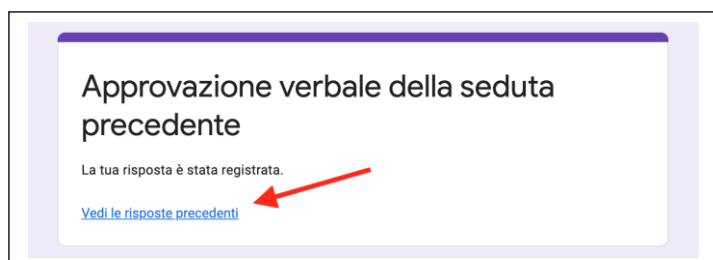 Approvazione verbale della seduta
precedente
La tua risposta è stata registrata.
Vedi le risposte precedenti